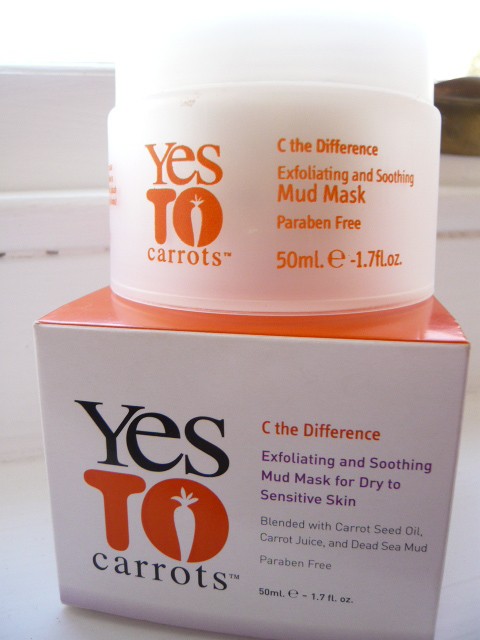 Yes
TO
carrots™
C the Difference
Exfoliating and Soothing
Mud Mask
Paraben Free
50ml. ℮ -1.7fl.oz.
Yes
TO
carrots™
C the Difference
Exfoliating and Soothing
Mud Mask for Dry to
Sensitive Skin
Blended with Carrot Seed Oil,
Carrot Juice, and Dead Sea Mud
Paraben Free
50ml. ℮ – 1.7 fl. oz.